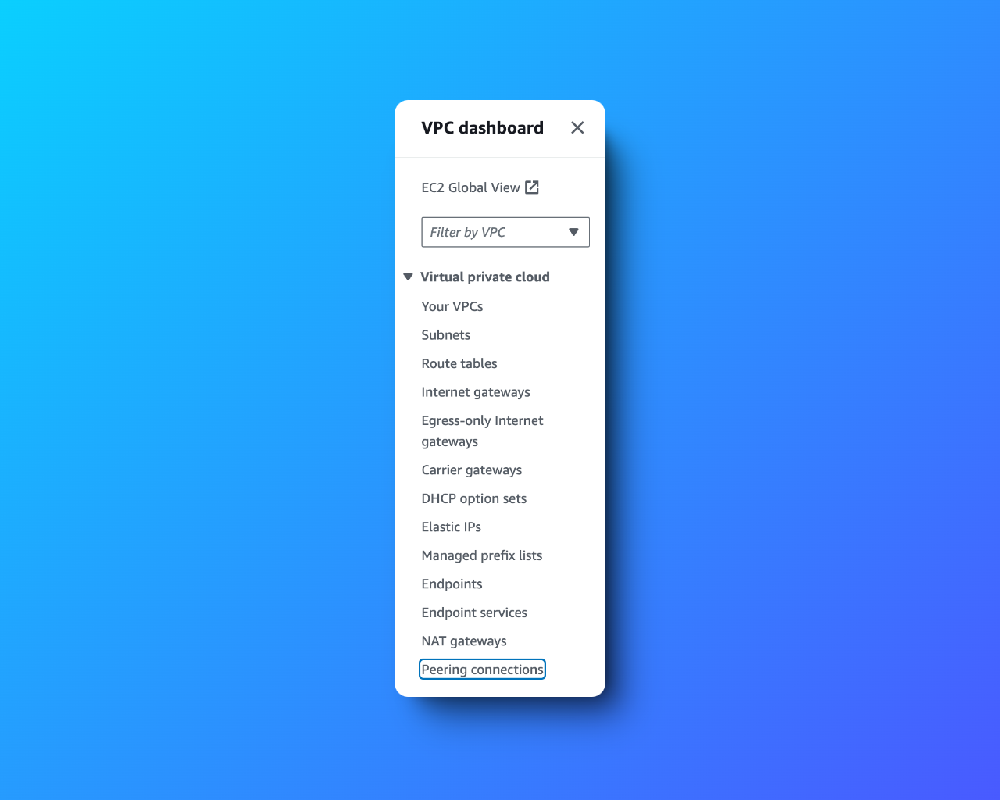 VPC dashboard
EC2 Global View
Filter by VPC
Virtual private cloud
Your VPCs
Subnets
Route tables
Internet gateways
Egress-only Internet
gateways
Carrier gateways
DHCP option sets
Elastic IPs
Managed prefix lists
Endpoints
Endpoint services
NAT gateways
Peering connections